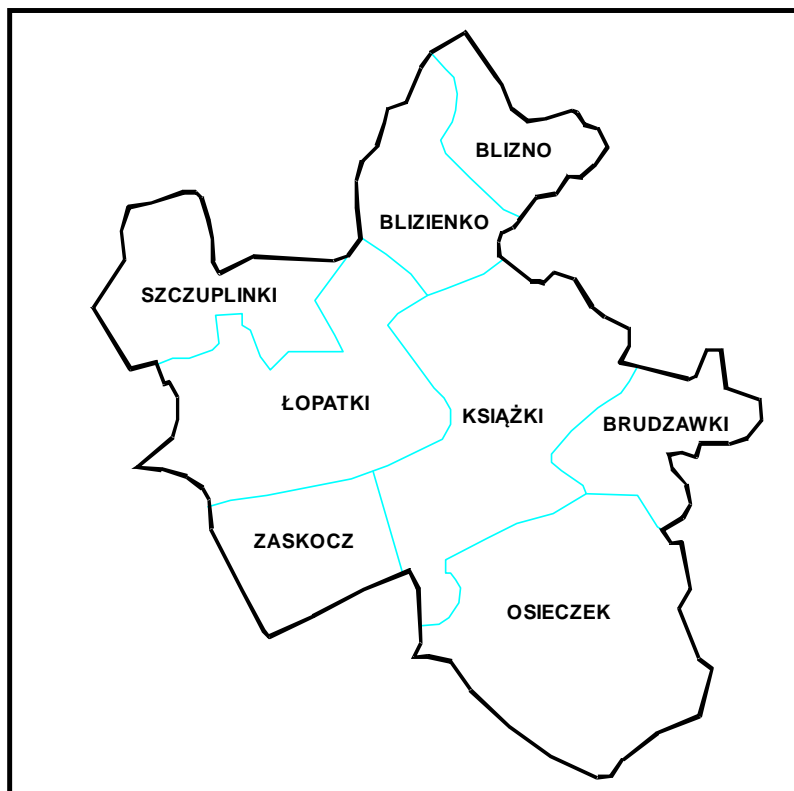 BLIZNO
BLIZIENKO
SZCZUPLINKI
ŁOPATKI
KSIĄŻKI
BRUDZAWKI
ZASKOCZ
OSIECZEK